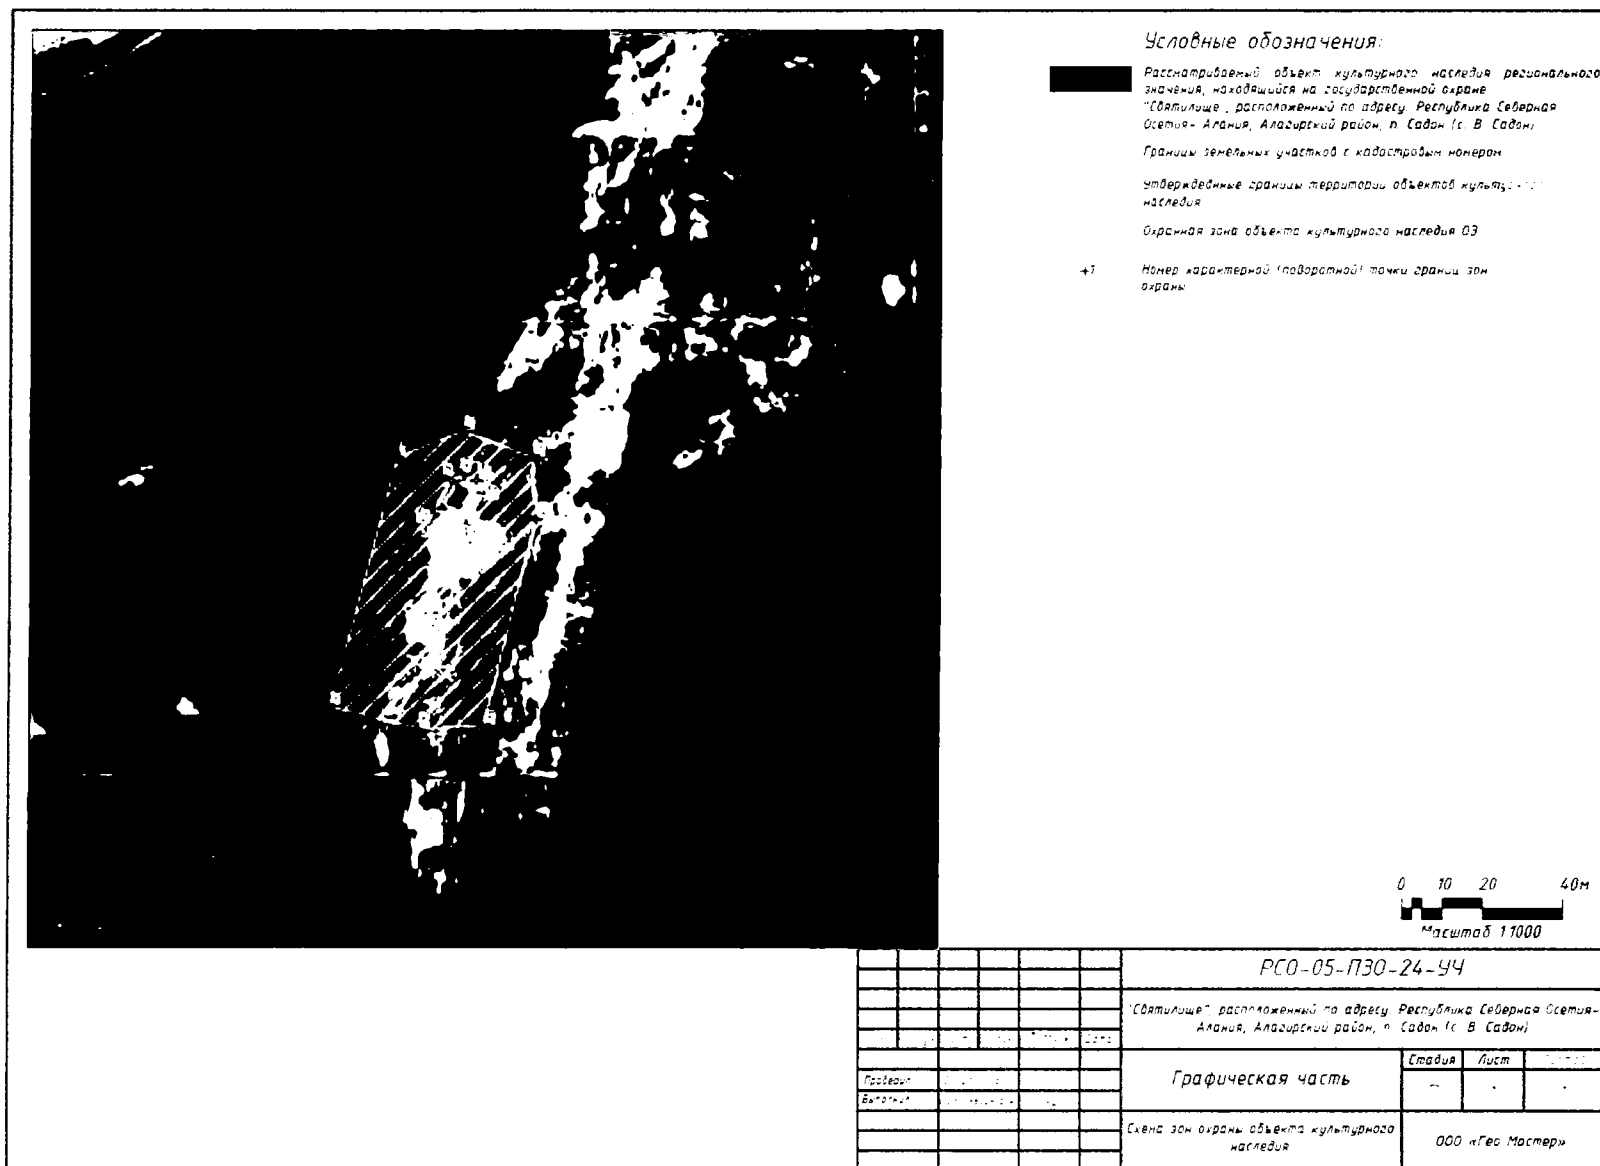 Условные обозначения:
Рассматриваемый объект культурного наследия регионального
значения, находящийся на государственной охране
"Святилище", расположенный по адресу: Республика Северная
Осетия- Алания, Алагирский район, п. Садон (с. В. Садон)
Границы земельных участков с кадастровым номером
Утвержденные границы территории объектов
наследия
Охранная зона объекта культурного наследия ОЗ
+1 Номер характерной (поворотной) точки границ зон
охраны
0 10 20 40м
Масштаб 1:1000
РСО-05-ПЗО-24-УЧ
"Святилище", расположенный по адресу: Республика Северная Осетия-
Алания, Алагирский район, п. Садон (с. В. Садон)
Дата
Стадия Лист
Проверил
Выполнил
Графическая часть
Схема зон охраны объекта культурного
наследия
ООО «Гео Мастер»